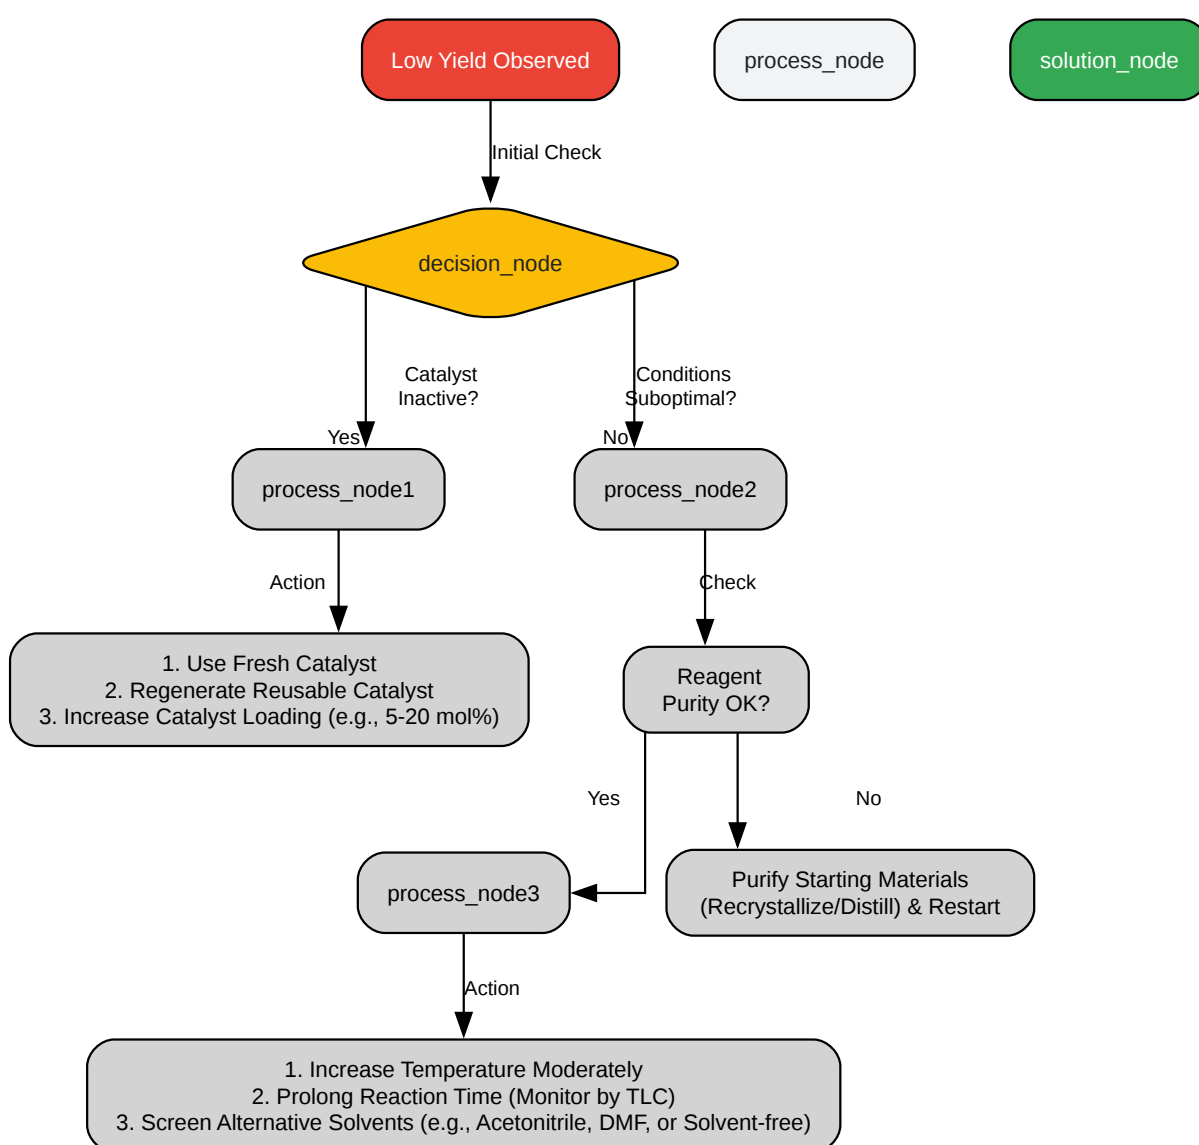 Low Yield Observed
process_node
solution_node
Initial Check
decision_node
Catalyst
Inactive?
Conditions
Suboptimal?
Yes
No
process_node1
process_node2
Action
Check
1. Use Fresh Catalyst
2. Regenerate Reusable Catalyst
3. Increase Catalyst Loading (e.g., 5-20 mol%)
Reagent
Purity OK?
Yes
No
process_node3
Purify Starting Materials
(Recrystallize/Distill) & Restart
Action
1. Increase Temperature Moderately
2. Prolong Reaction Time (Monitor by TLC)
3. Screen Alternative Solvents (e.g., Acetonitrile, DMF, or Solvent-free)